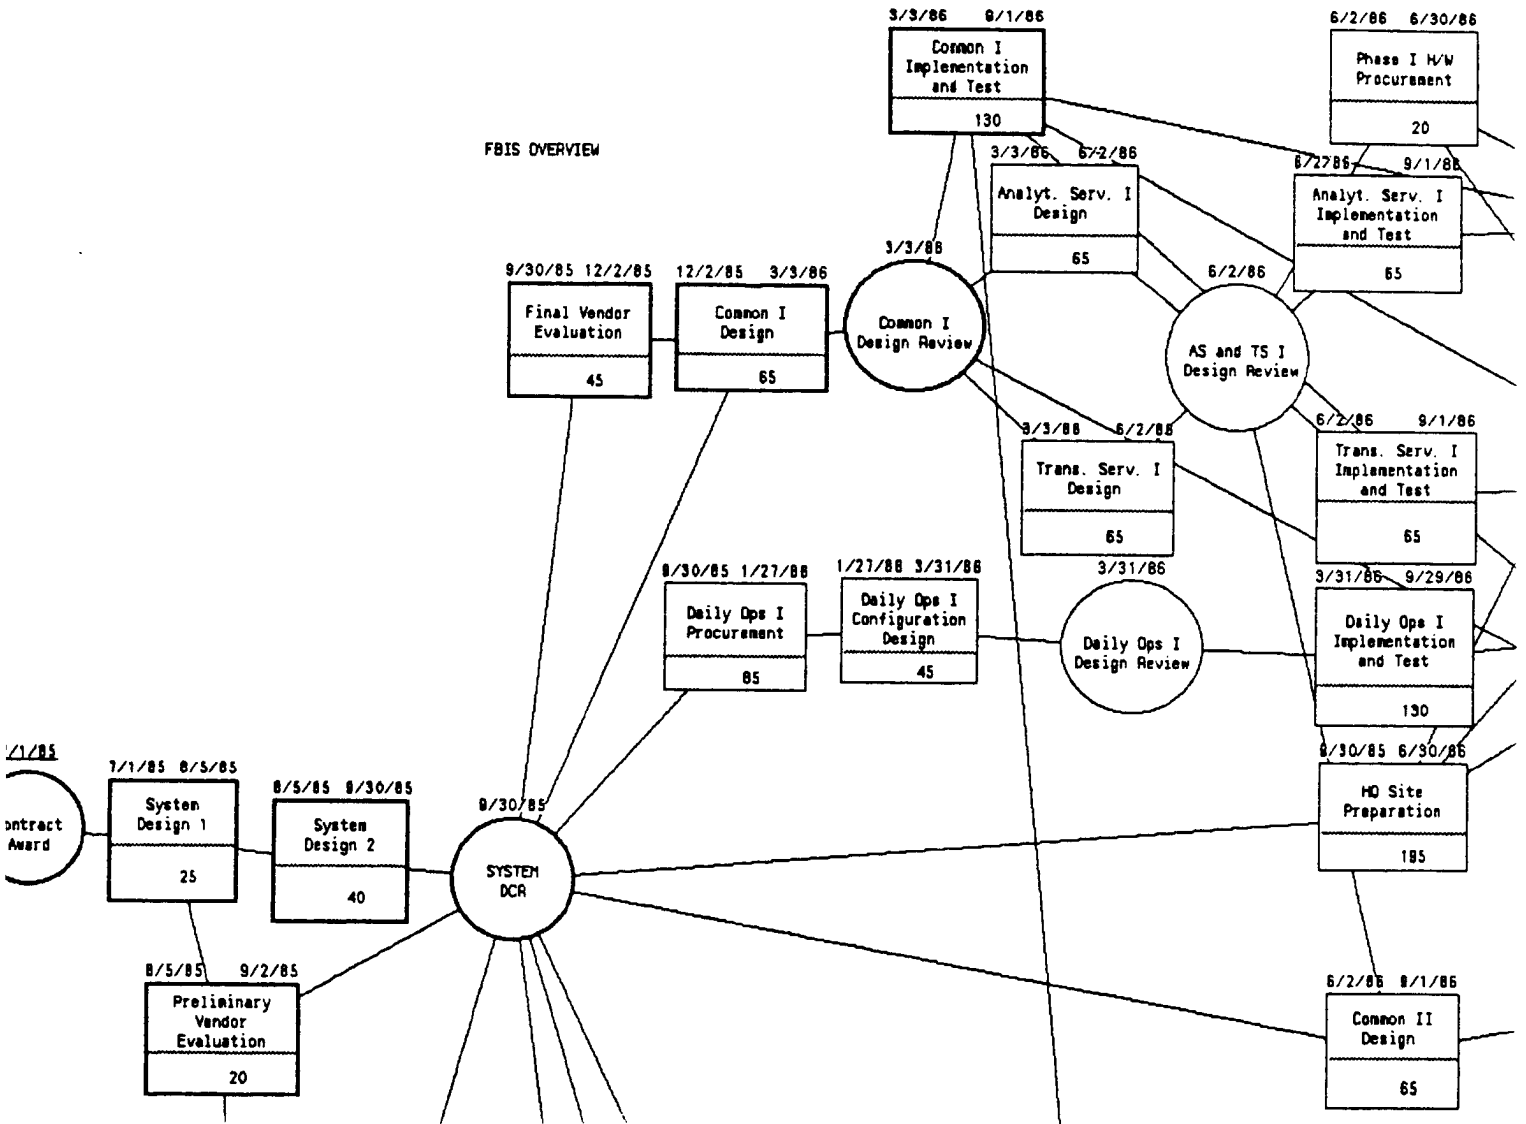 3/3/86 9/1/86
Common I
Implementation
and Test
130
6/2/86 6/30/86
Phase I H/W
Procurement
20
FBIS OVERVIEW
3/3/86 6/2/86
Analyt. Serv. I
Design
65
6/27/86 9/1/86
Analyt. Serv. I
Implementation
and Test
65
9/30/85 12/2/85
Final Vendor
Evaluation
45
12/2/85 3/3/86
Common I
Design
65
3/3/86
Common I
Design Review
6/2/86
AS and TS I
Design Review
3/3/86 6/2/86
Trans. Serv. I
Design
65
6/2/86 9/1/86
Trans. Serv. I
Implementation
and Test
65
9/30/85 1/27/86
Daily Ops I
Procurement
85
1/27/86 3/31/86
Daily Ops I
Configuration
Design
45
3/31/86
Daily Ops I
Design Review
3/31/86 9/29/86
Daily Ops I
Implementation
and Test
130
/1/85
ontract
Award
7/1/85 8/5/85
System
Design 1
25
8/5/85 9/30/85
System
Design 2
40
9/30/85
SYSTEM
DCR
9/30/85 6/30/86
HQ Site
Preparation
195
8/5/85 9/2/85
Preliminary
Vendor
Evaluation
20
6/2/86 9/1/86
Common II
Design
65